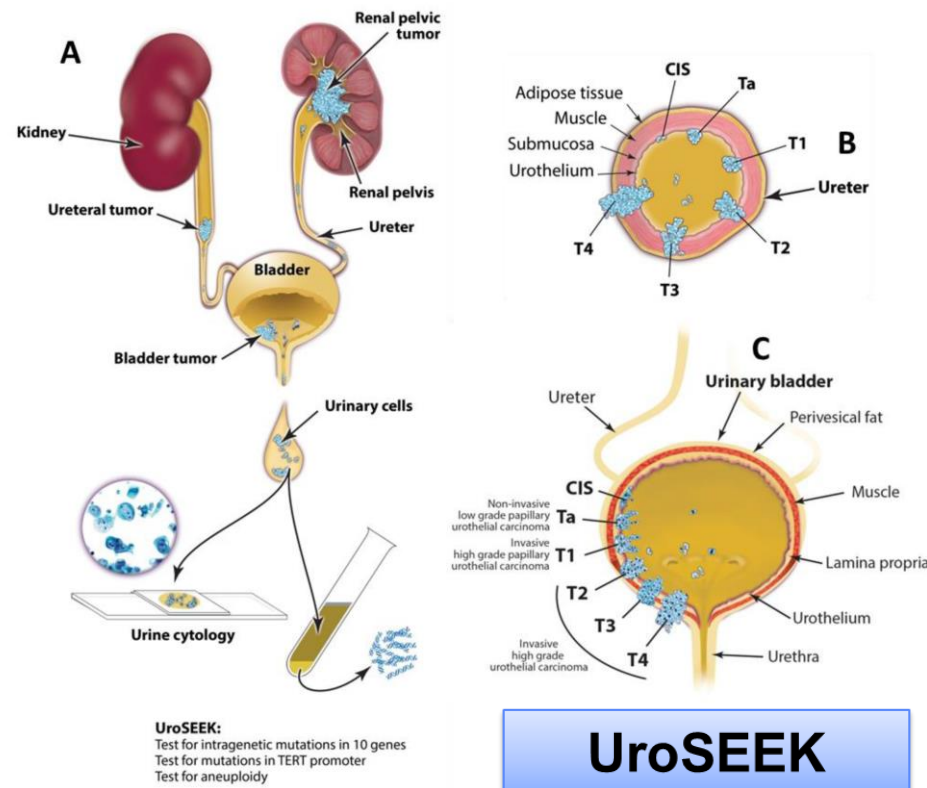 A
Renal pelvic
tumor
Kidney
Renal pelvis
Ureteral tumor
Ureter
Bladder
Bladder tumor
Urinary cells
Urine cytology
UroSEEK:
Test for intragenetic mutations in 10 genes
Test for mutations in TERT promoter
Test for aneuploidy
B
CIS
Ta
Adipose tissue
Muscle
Submucosa
Urothelium
T1
Ureter
T4
T2
T3
C
Urinary bladder
Ureter
Perivesical fat
CIS
Muscle
Non-invasive
low grade papillary
urothelial carcinoma
Ta
Invasive
high grade papillary
urothelial carcinoma
T1
Lamina propria
T2
T3
Urothelium
T4
Invasive
high grade
urothelial carcinoma
Urethra
UroSEEK